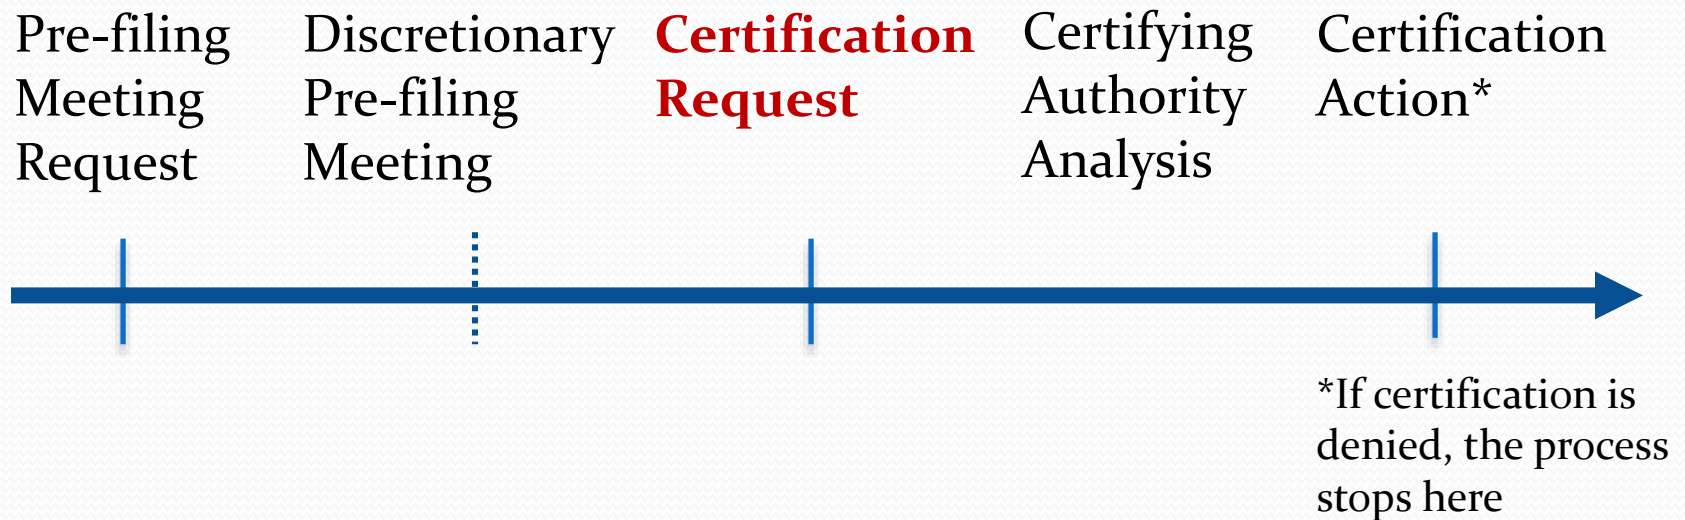 Pre-filing
Meeting
Request
Discretionary
Pre-filing
Meeting
Certification
Request
Certifying
Authority
Analysis
Certification
Action*
*If certification is
denied, the process
stops here